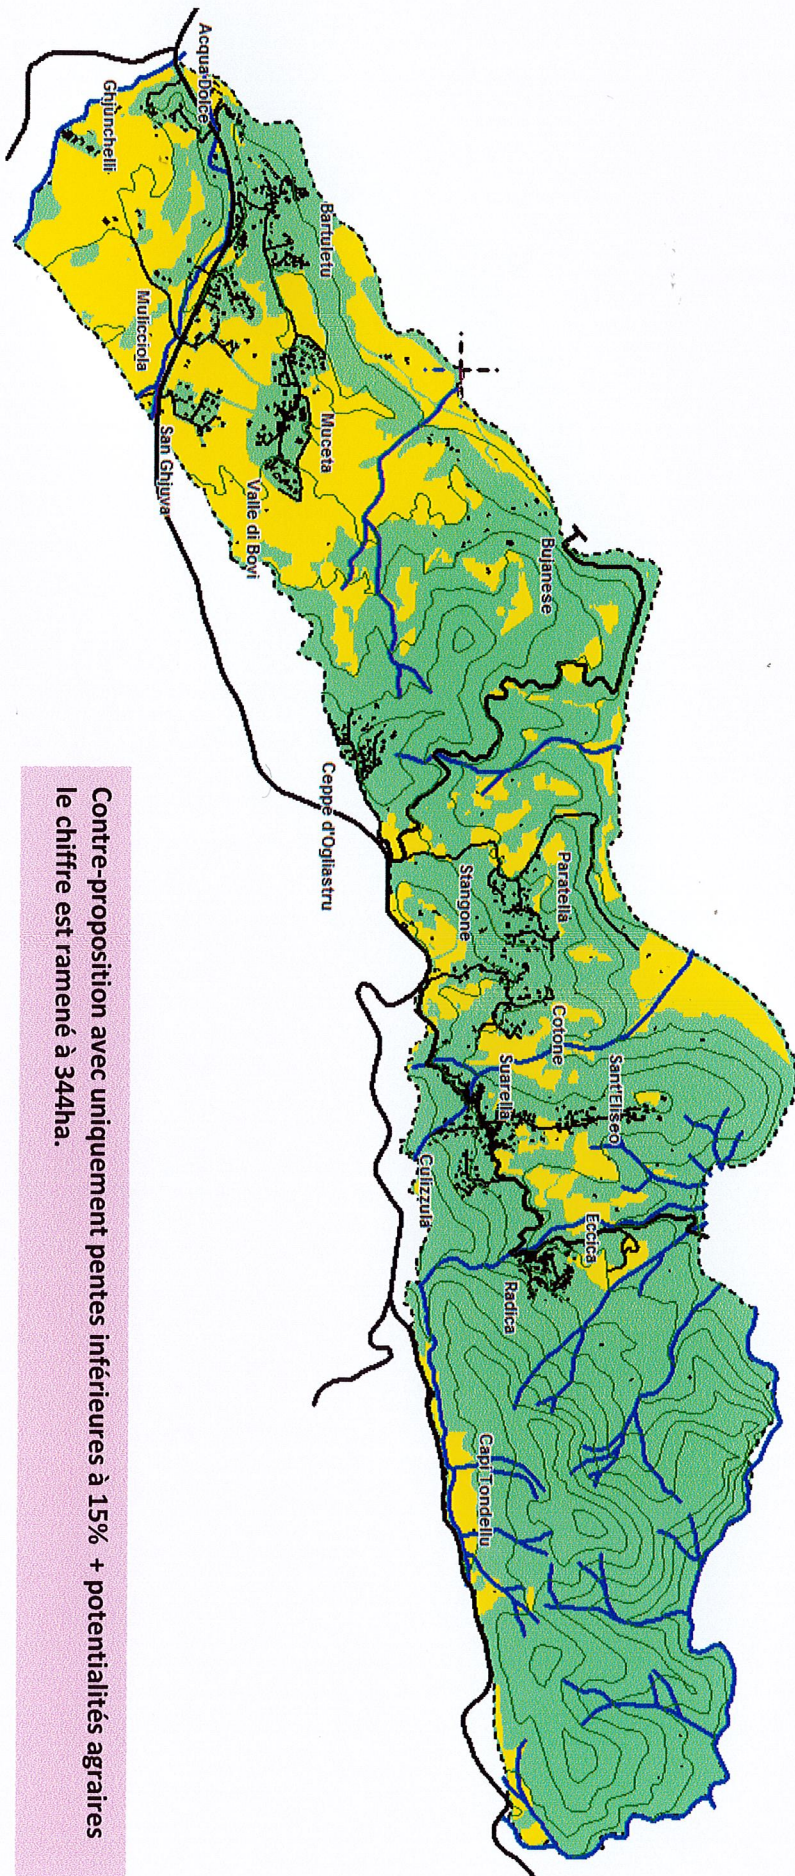 Acqua Dolce
Ghjunchelli
Bartuletu
Mulicciola
Muceta
San Ghjuva
Valle di Bovi
Bujanese
Ceppe d'Ogliastru
Stangone
Paratella
Cotone
Suarella
Sant'Eliseo
Culizzula
Eccica
Radica
Capi Tondellu
Contre-proposition avec uniquement pentes inférieures à 15% + potentialités agraires
le chiffre est ramené à 344ha.